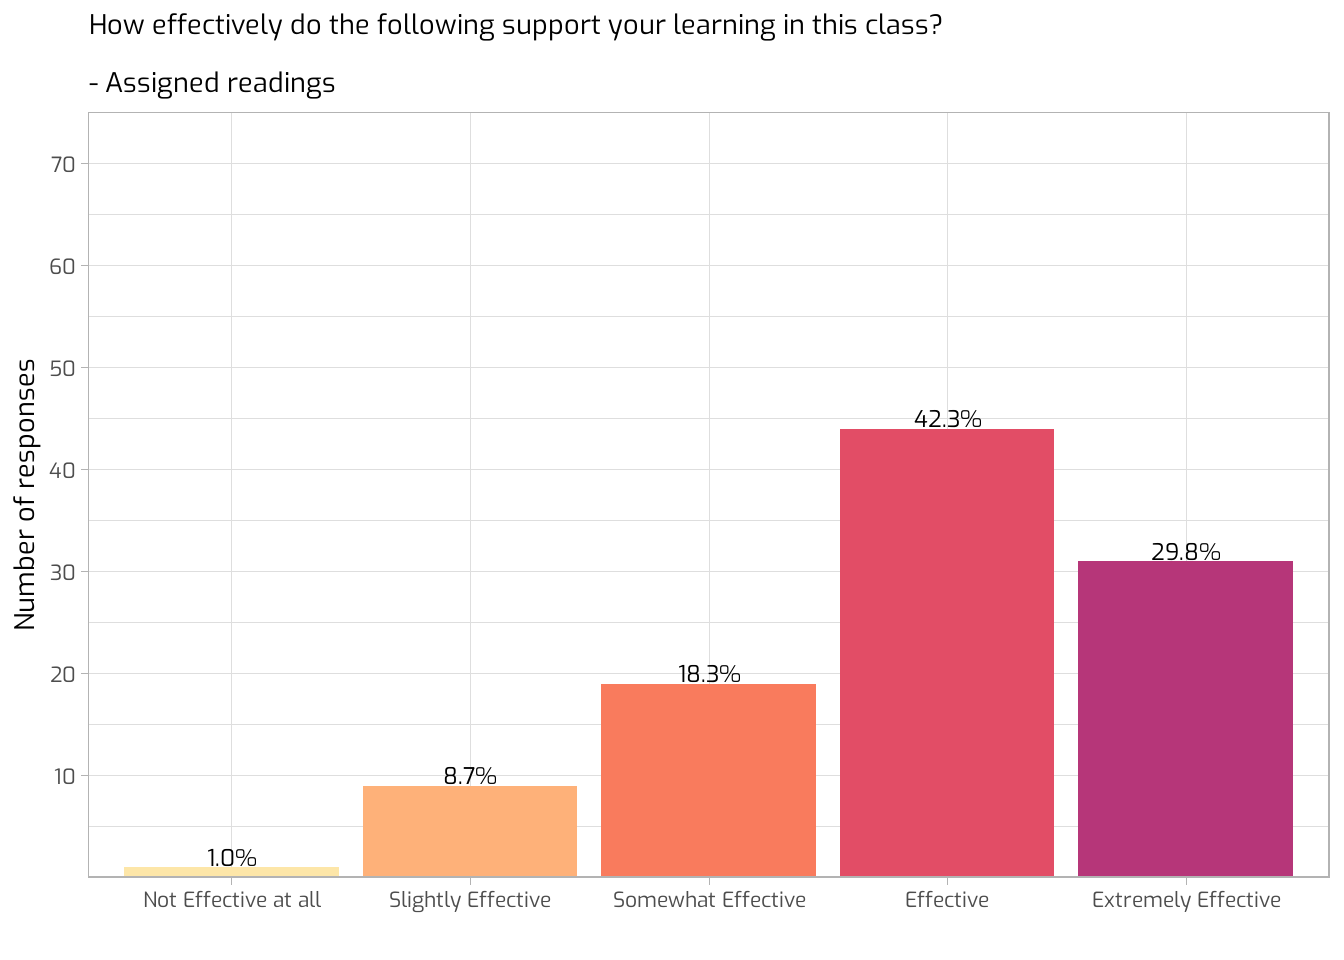 How effectively do the following support your learning in this class?
- Assigned readings
Number of responses
70
60
50
40
30
20
10
1.0%
8.7%
18.3%
42.3%
29.8%
Not Effective at all
Slightly Effective
Somewhat Effective
Effective
Extremely Effective